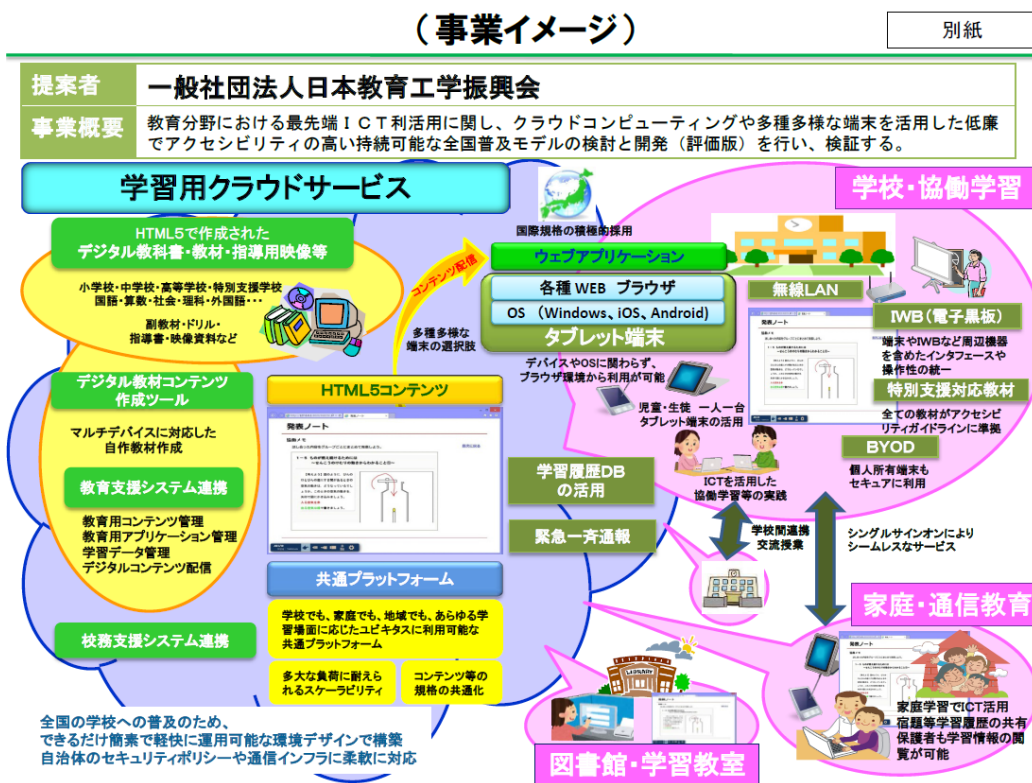 (事業イメージ)
別紙
提案者
一般社団法人日本教育工学振興会
事業概要
教育分野における最先端ICT利活用に関し、クラウドコンピューティングや多種多様な端末を活用した低廉
でアクセシビリティの高い持続可能な全国普及モデルの検討と開発(評価版)を行い、検証する。
学習用クラウドサービス
HTML5で作成された
デジタル教科書・教材・指導用映像等
小学校・中学校・高等学校・特別支援学校
国語・算数・社会・理科・外国語・・・
副教材・ドリル・
指導書・映像資料など
デジタル教材コンテンツ
作成ツール
マルチデバイスに対応した
自作教材作成
教育支援システム連携
教育用コンテンツ管理
教育用アプリケーション管理
学習データ管理
デジタルコンテンツ配信
校務支援システム連携
全国の学校への普及のため、
できるだけ簡素で軽快に運用可能な環境デザインで構築
自治体のセキュリティポリシーや通信インフラに柔軟に対応
コンテンツ配信
多種多様な
端末の選択肢
HTML5コンテンツ
発表ノート
共通プラットフォーム
学校でも、家庭でも、地域でも、あらゆる学
習場面に応じたユビキタスに利用可能な
共通プラットフォーム
多大な負荷に耐えら
れるスケーラビリティ
コンテンツ等の
規格の共通化
国際規格の積極的採用
ウェブアプリケーション
各種WEB ブラウザ
OS (Windows、iOS、Android)
タブレット端末
デバイスやOSに関わらず、
ブラウザ環境から利用が可能
児童・生徒 一人一台
タブレット端末の活用
学習履歴DB
の活用
緊急一斉通報
ICTを活用した
協働学習等の実践
学校・協働学習
無線LAN
発表ノート
IWB(電子黒板)
端末やIWBなど周辺機器
を含めたインタフェースや
操作性の統一
特別支援対応教材
全ての教材がアクセシビ
リティガイドラインに準拠
BYOD
個人所有端末も
セキュアに利用
学校間連携
交流授業
シングルサインオンにより
シームレスなサービス
家庭・通信教育
発表ノート
家庭学習でICT活用
宿題等学習履歴の共有
保護者も学習情報の閲
覧が可能
LIBRARY
図書館・学習教室